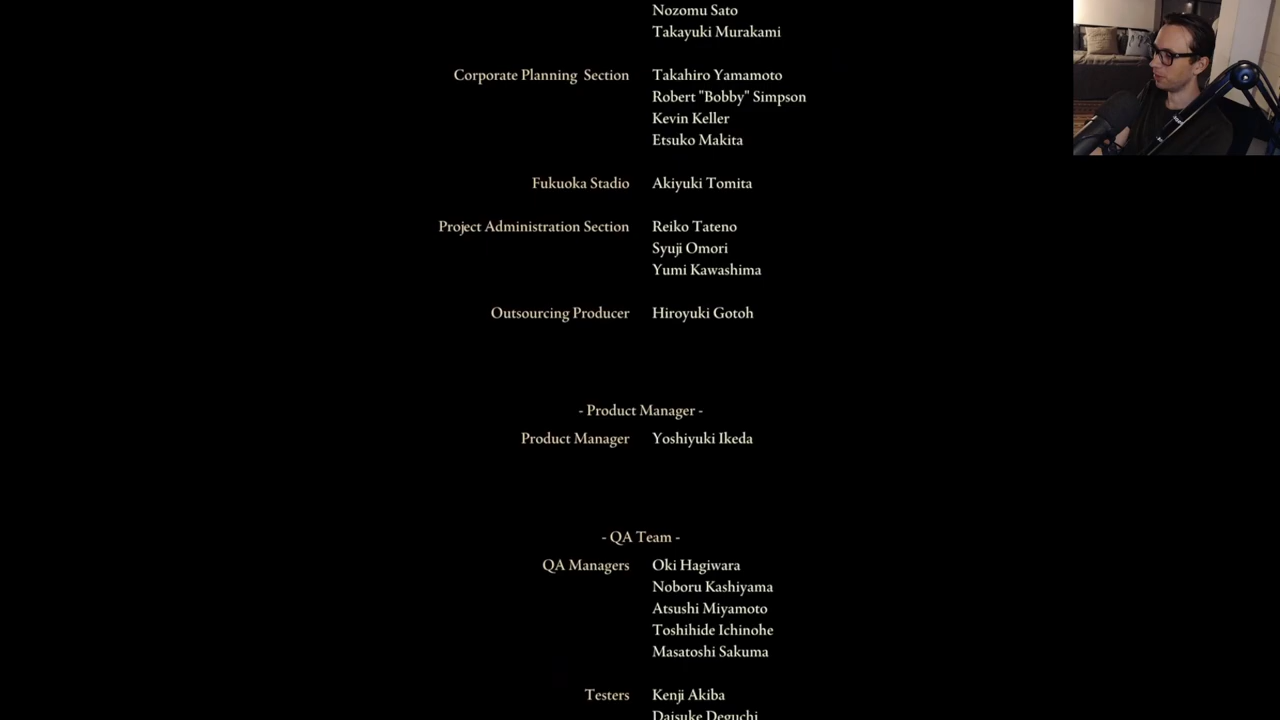 Nozomu Sato
Takayuki Murakami
Corporate Planning  Section Takahiro Yamamoto
Robert "Bobby" Simpson
Kevin Keller
Etsuko Makita
Fukuoka Stadio Akiyuki Tomita
Project Administration Section Reiko Tateno
Syuji Omori
Yumi Kawashima
Outsourcing Producer Hiroyuki Gotoh
- Product Manager -
Product Manager Yoshiyuki Ikeda
- QA Team -
QA Managers Oki Hagiwara
Noboru Kashiyama
Atsushi Miyamoto
Toshihide Ichinohe
Masatoshi Sakuma
Testers Kenji Akiba
Daisuke Deguchi